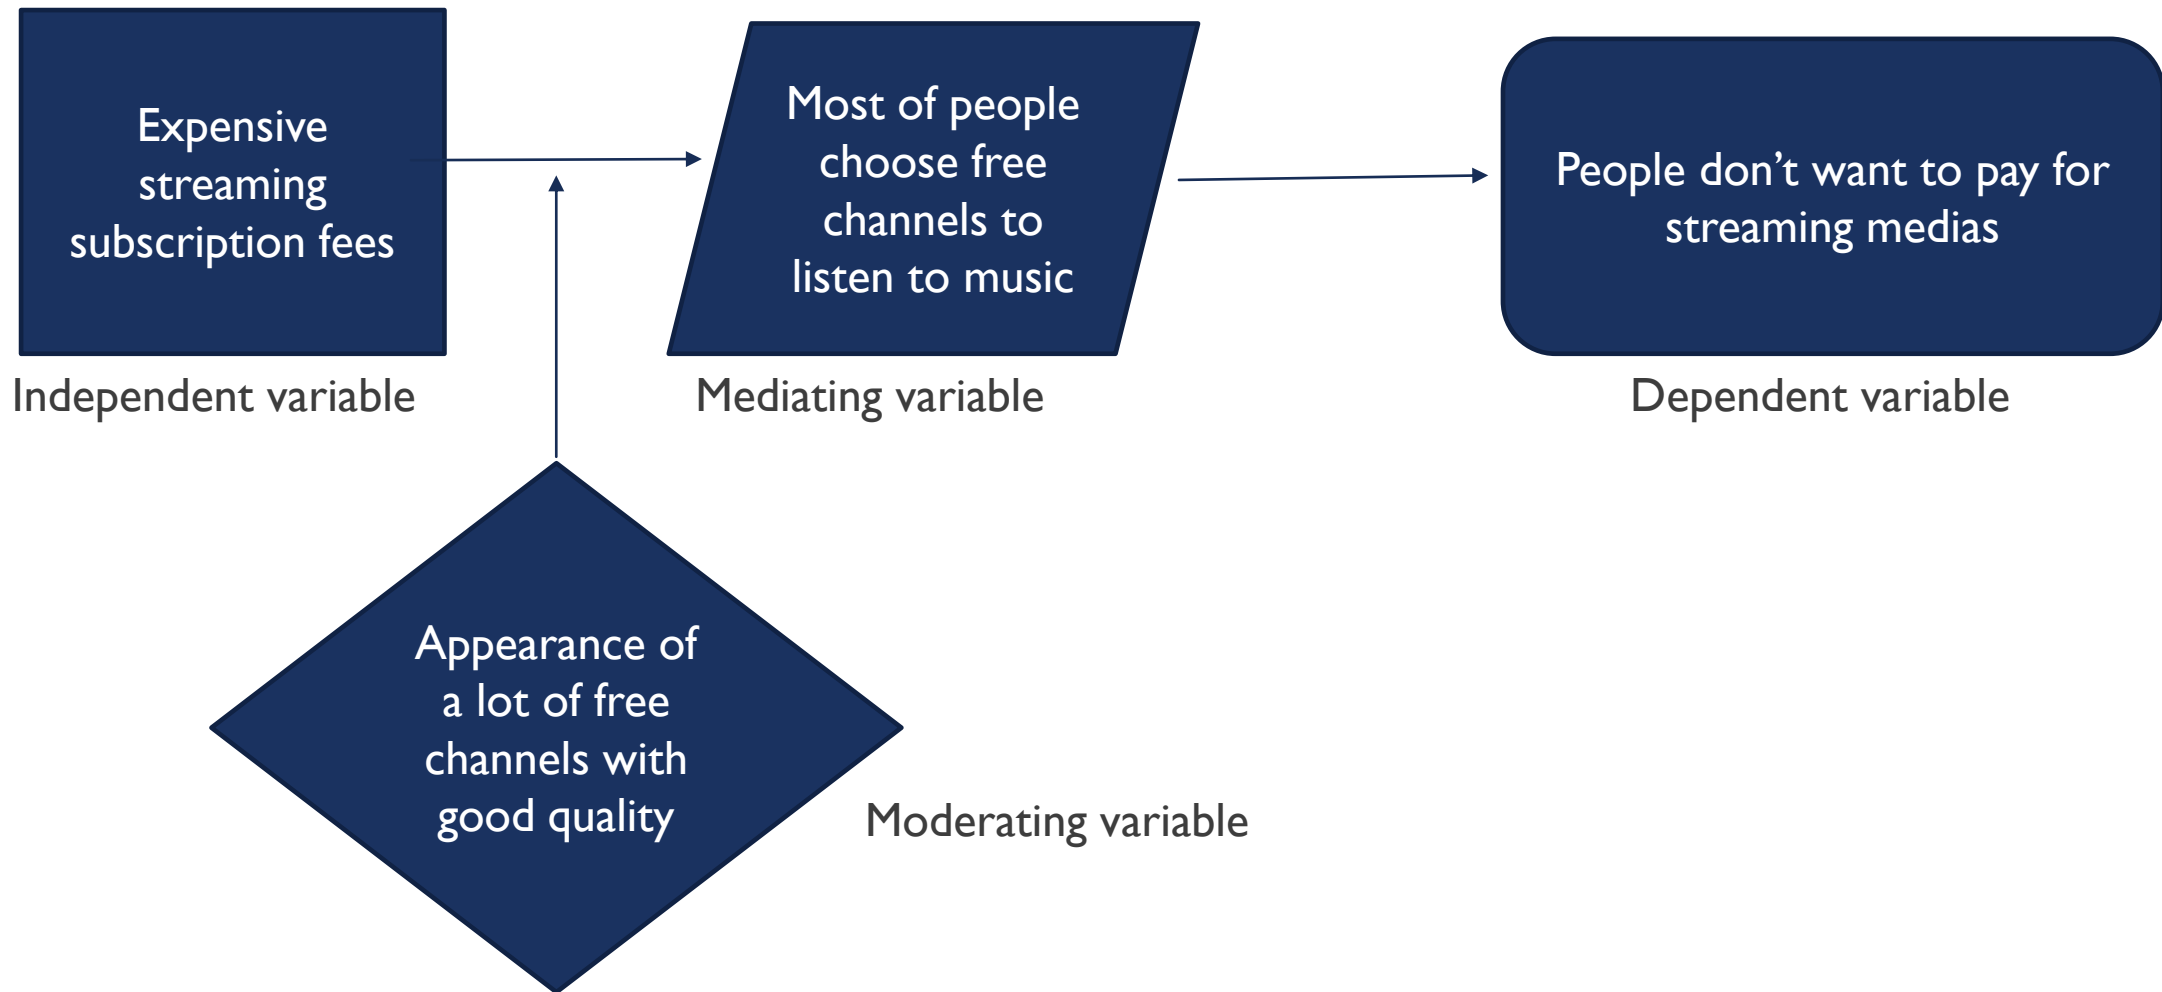 Expensive
streaming
subscription fees
Most of people
choose free
channels to
listen to music
People don’t want to pay for
streaming medias
Independent variable
Mediating variable
Dependent variable
Appearance of
a lot of free
channels with
good quality
Moderating variable